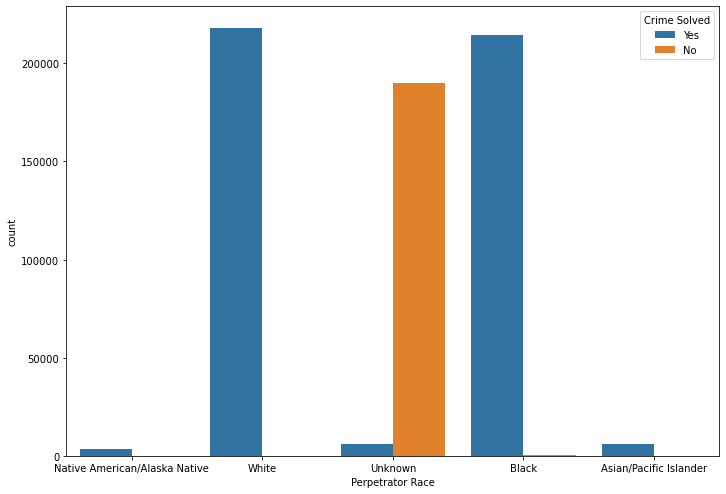 Crime Solved
Yes
No
200000
150000
100000
50000
0
count
Native American/Alaska Native White Unknown Black Asian/Pacific Islander
Perpetrator Race